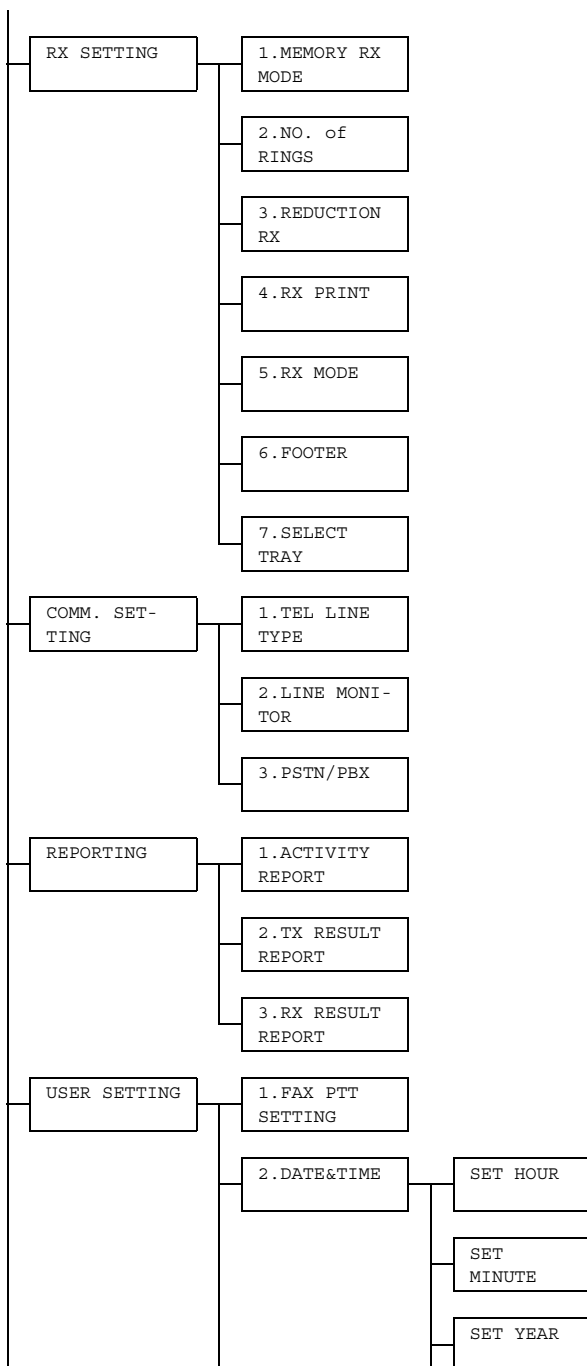 RX SETTING
1.MEMORY RX
MODE
2.NO. of
RINGS
3.REDUCTION
RX
4.RX PRINT
5.RX MODE
6.FOOTER
7.SELECT
TRAY
COMM. SET-
TING
1.TEL LINE
TYPE
2.LINE MONI-
TOR
3.PSTN/PBX
REPORTING
1.ACTIVITY
REPORT
2.TX RESULT
REPORT
3.RX RESULT
REPORT
USER SETTING
1.FAX PTT
SETTING
2.DATE&TIME
SET HOUR
SET
MINUTE
SET YEAR